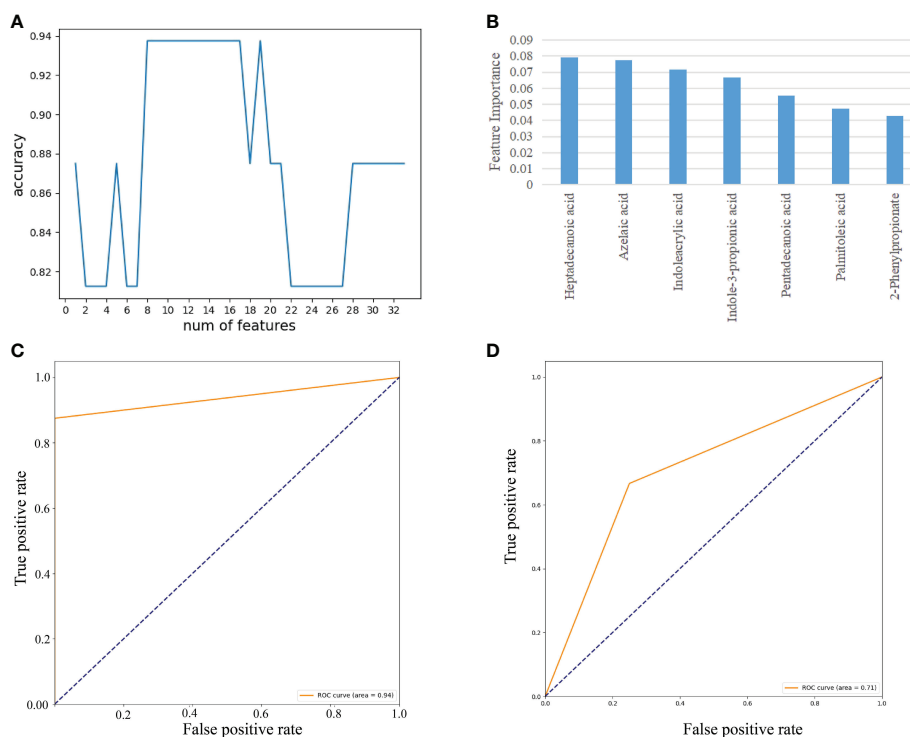 A
0.94
0.92
0.90
0.88
0.86
0.84
0.82
accuracy
0 2 4 6 8 10 12 14 16 18 20 22 24 26 28 30 32
num of features
B
0.09
0.08
0.07
0.06
0.05
0.04
0.03
0.02
0.01
0
Feature Importance
Heptadecanoic acid
Azelaic acid
Indoleacrylic acid
Indole-3-propionic acid
Pentadecanoic acid
Palmitoleic acid
2-Phenylpropionate
C
1.0
0.8
0.6
0.4
0.2
0.00
True positive rate
0.2 0.4 0.6 0.8 1.0
False positive rate
ROC curve (area = 0.94)
D
1.0
0.8
0.6
0.4
0.2
0.0
True positive rate
0.0 0.2 0.4 0.6 0.8 1.0
False positive rate
ROC curve (area = 0.71)